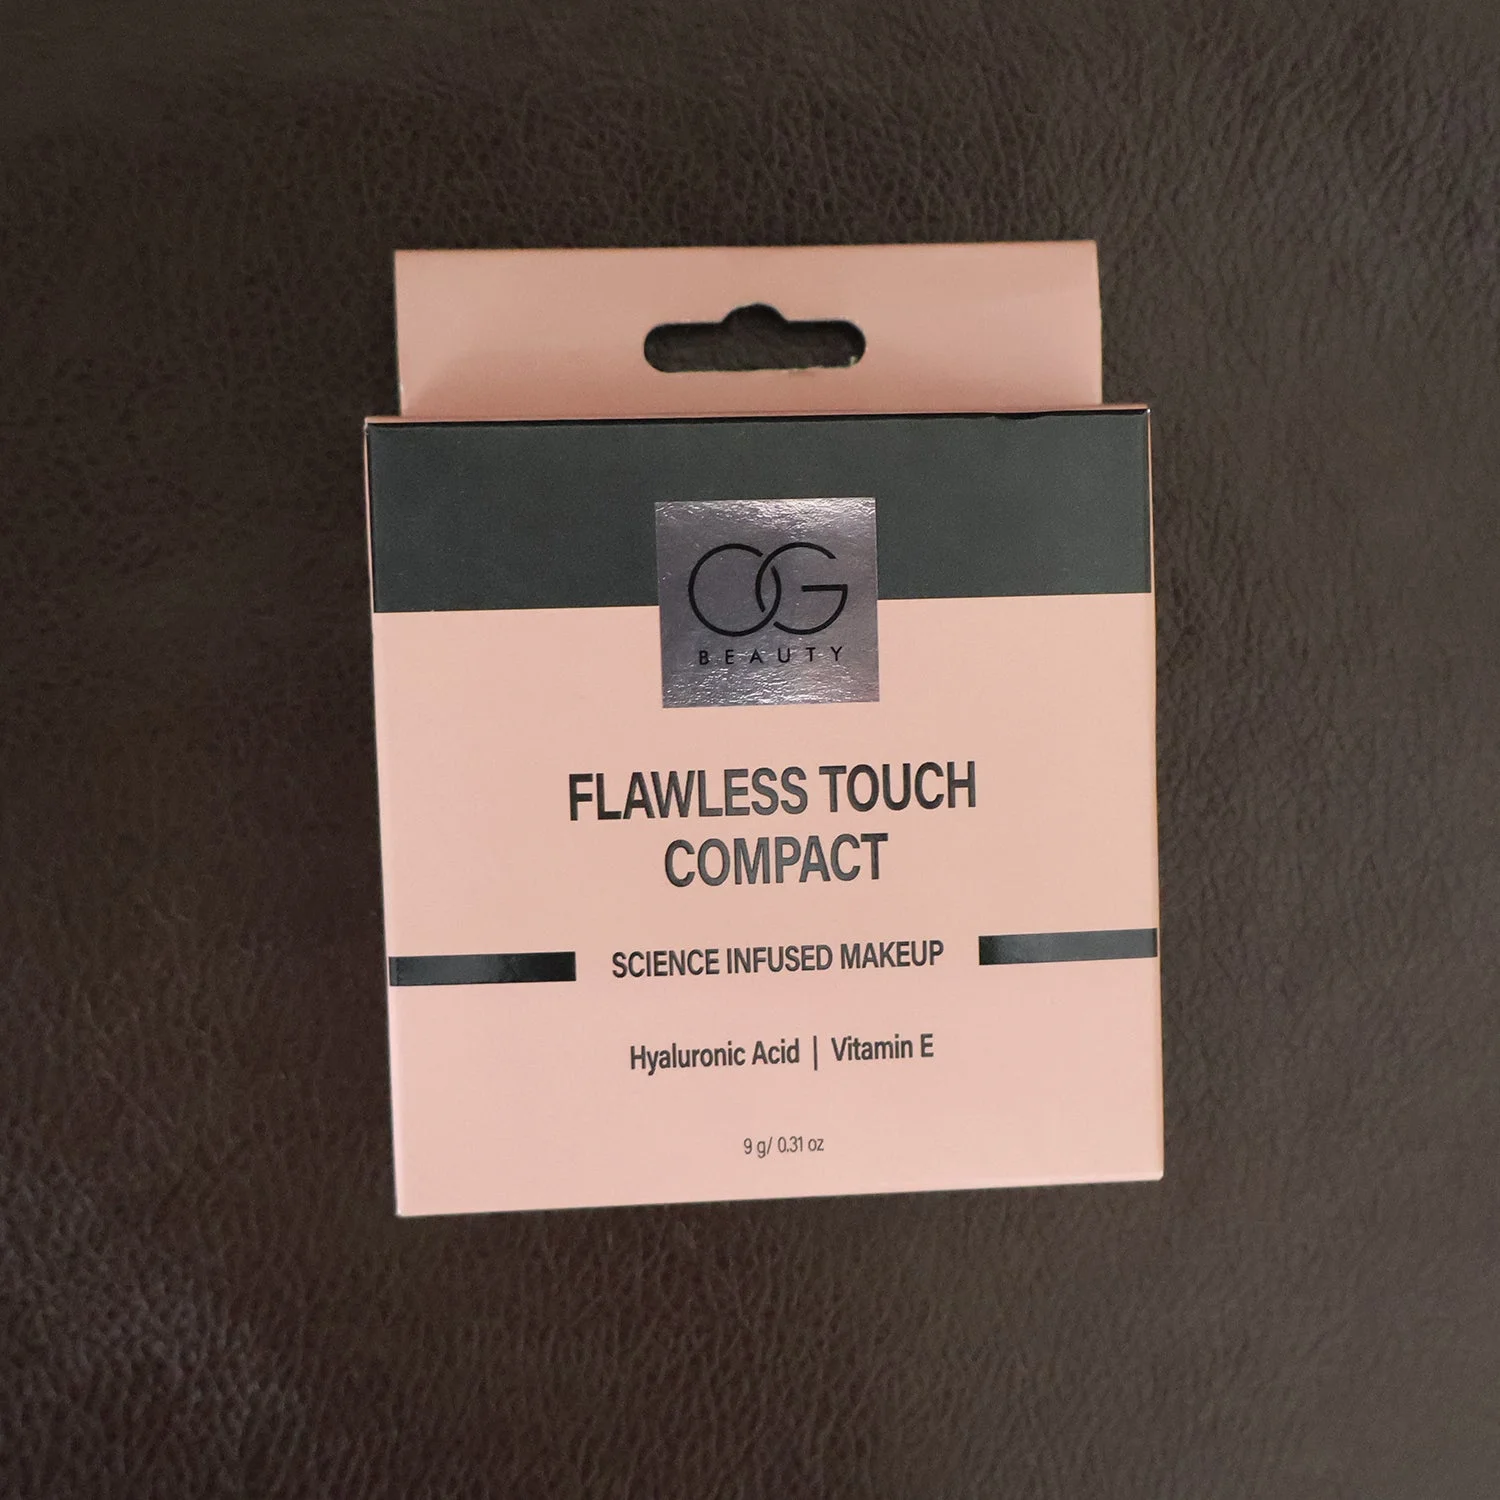 OG
BEAUTY
FLAWLESS TOUCH
COMPACT
SCIENCE INFUSED MAKEUP
Hyaluronic Acid | Vitamin E
9 g/ 0.31 oz